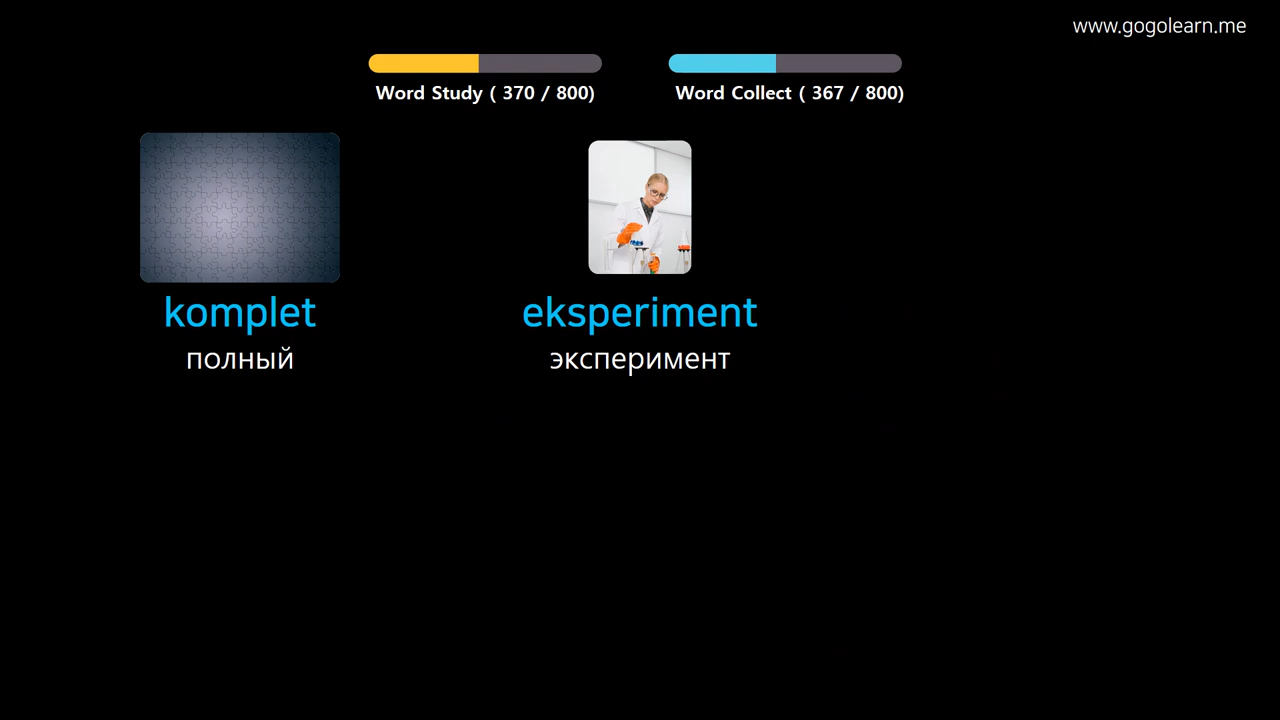 www.gogolearn.me
Word Study ( 370 / 800)
Word Collect ( 367 / 800)
komplet
полный
eksperiment
эксперимент